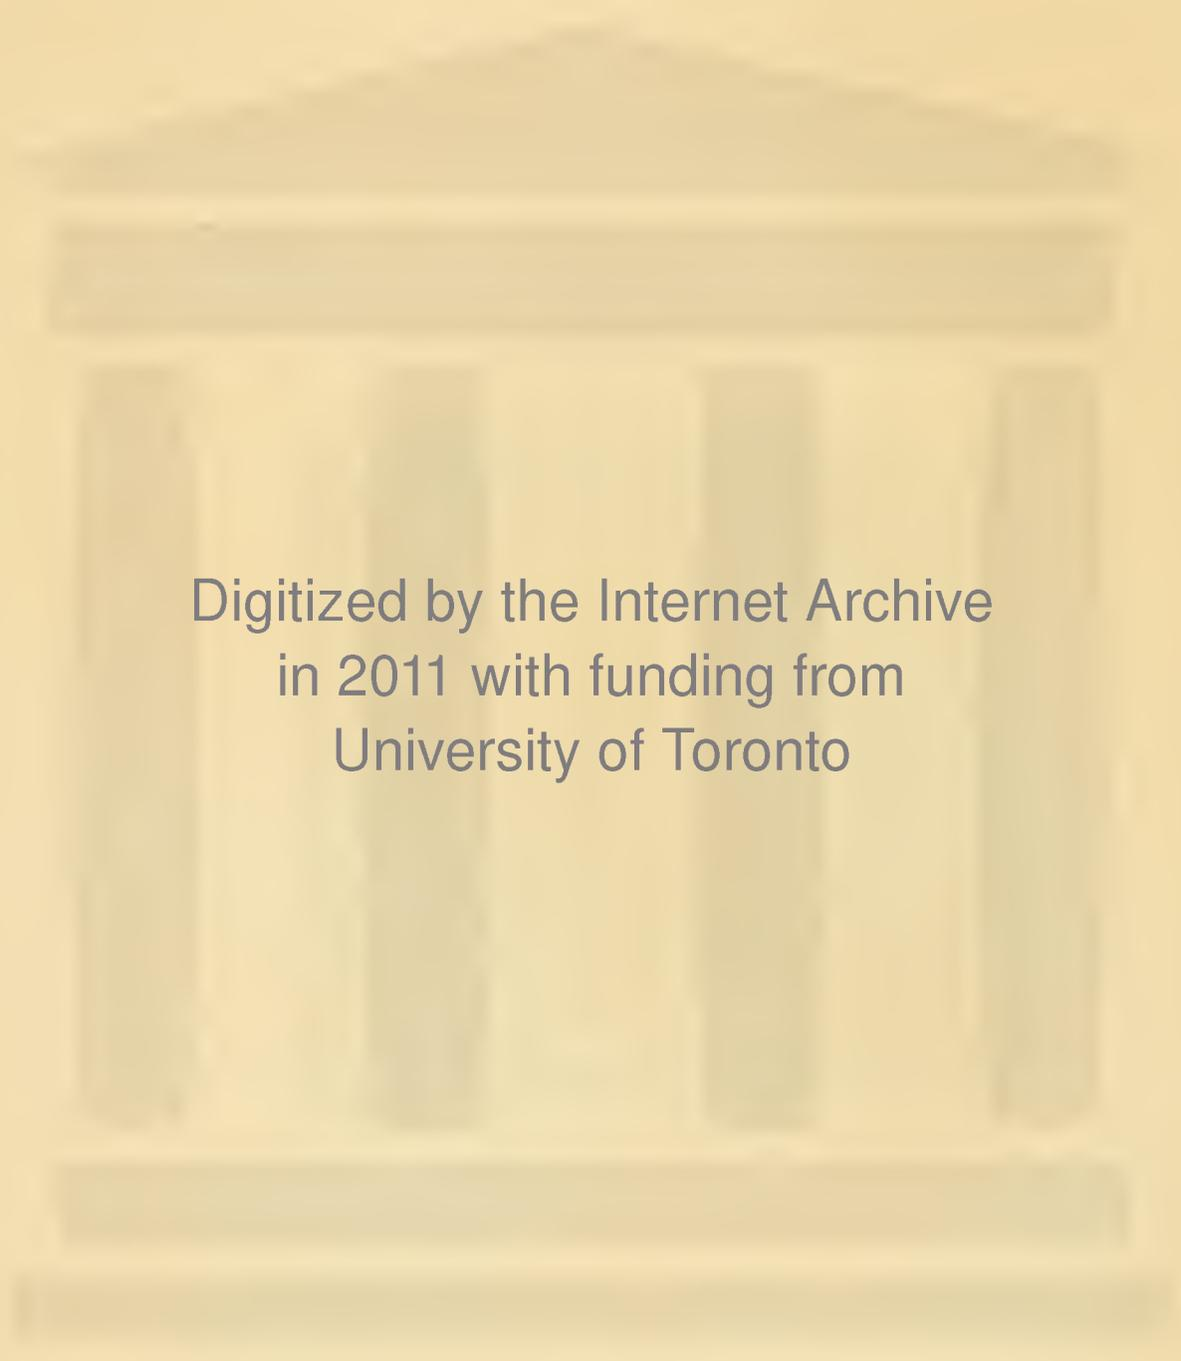 Digitized by the Internet Archive
in 2011 with funding from
University of Toronto